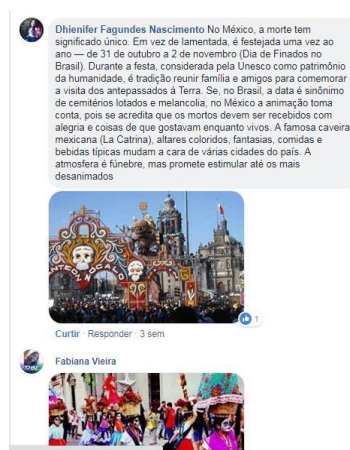 Dhienifer Fagundes Nascimento No México, a morte tem
significado único. Em vez de lamentada, é festejada uma vez ao
ano — de 31 de outubro a 2 de novembro (Dia de Finados no
Brasil). Durante a festa, considerada pela Unesco como patrimônio
da humanidade, é tradição reunir família e amigos para comemorar
a visita dos antepassados à Terra. Se, no Brasil, a data é sinônimo
de cemitérios lotados e melancolia, no México a animação toma
conta, pois se acredita que os mortos devem ser recebidos com
alegria e coisas de que gostavam enquanto vivos. A famosa caveira
mexicana (La Catrina), altares coloridos, fantasias, comidas e
bebidas típicas mudam a cara de várias cidades do país. A
atmosfera é fúnebre, mas promete estimular até os mais
desanimados
1
Curtir · Responder · 3 sem
Fabiana Vieira